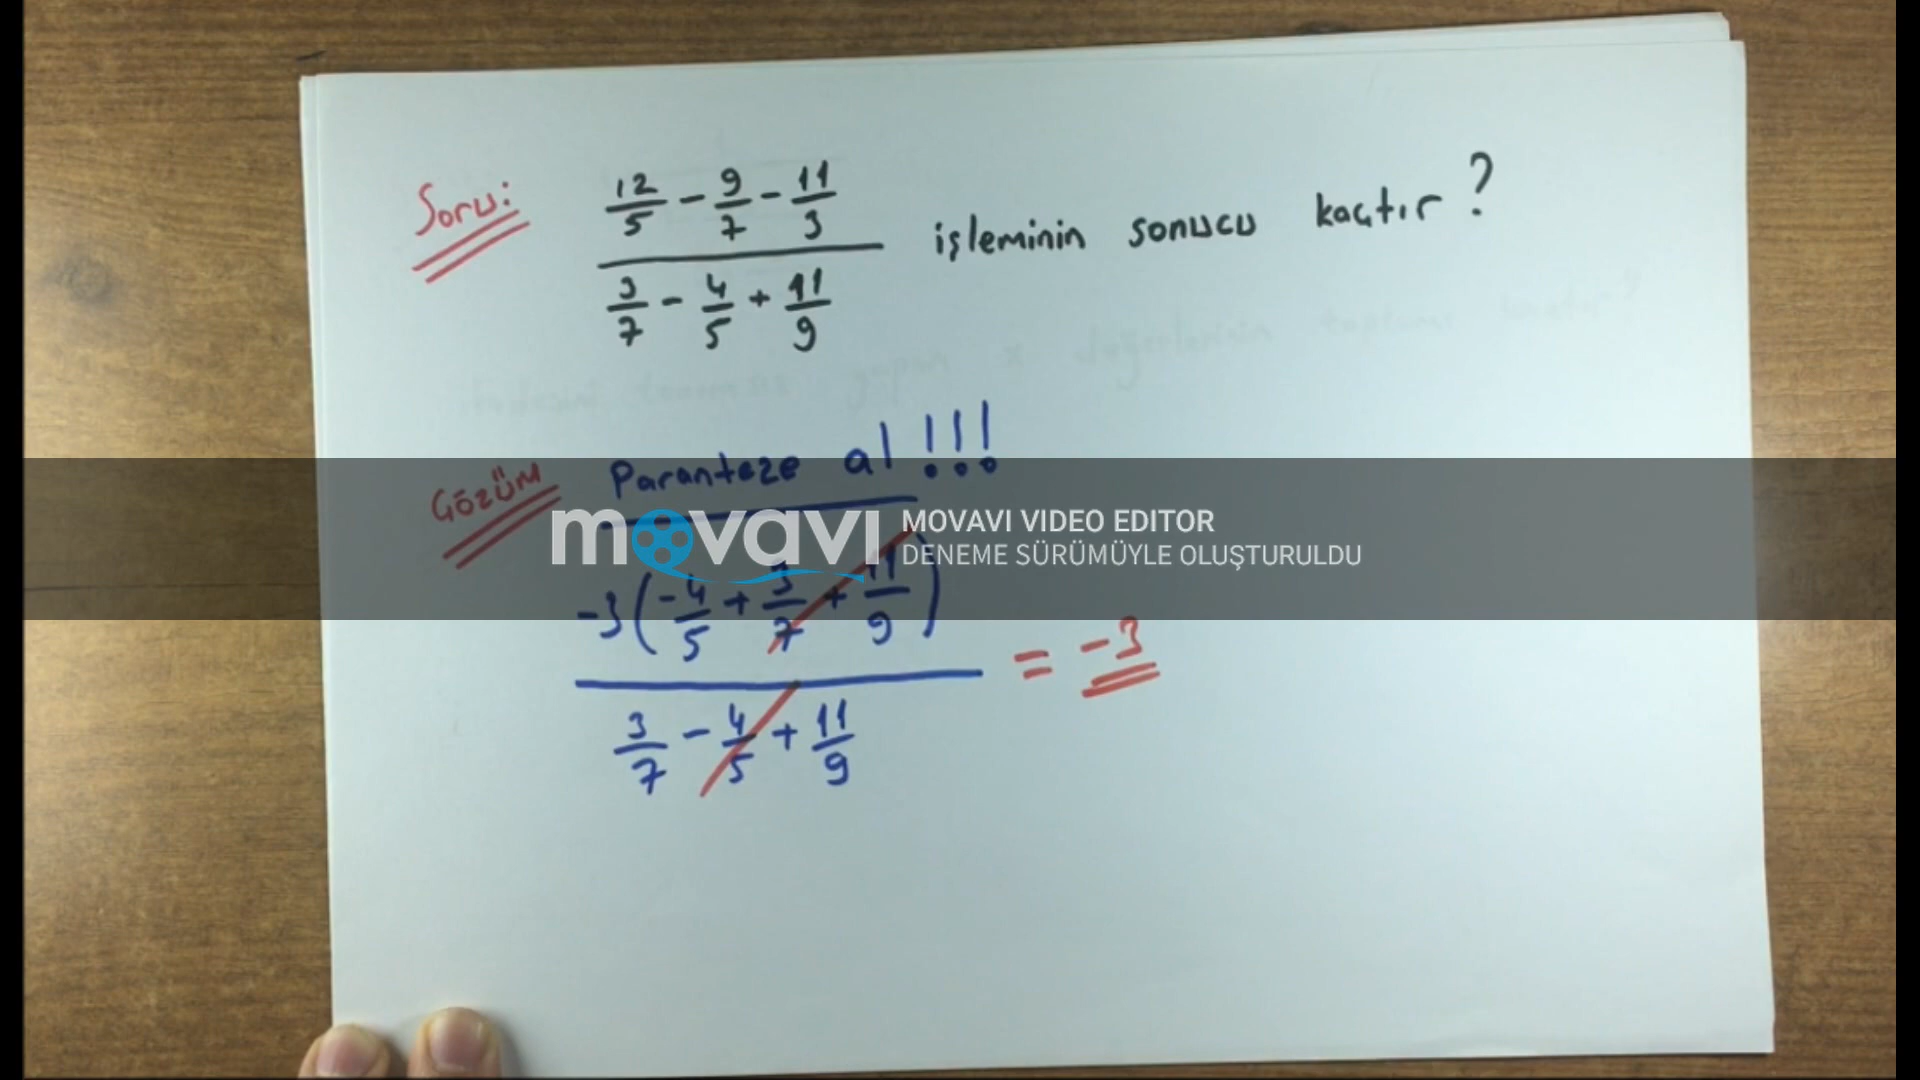 Soru: 12/5 - 9/7 - 11/3 işleminin sonucu kaçtır ?
3/7 - 4/5 + 11/9
Çözüm Paranteze al !!!
movavi MOVAVI VIDEO EDITOR
DENEME SÜRÜMÜYLE OLUŞTURULDU
-3(-4/5 + 3/7 + 11/9)
= -3
3/7 - 4/5 + 11/9